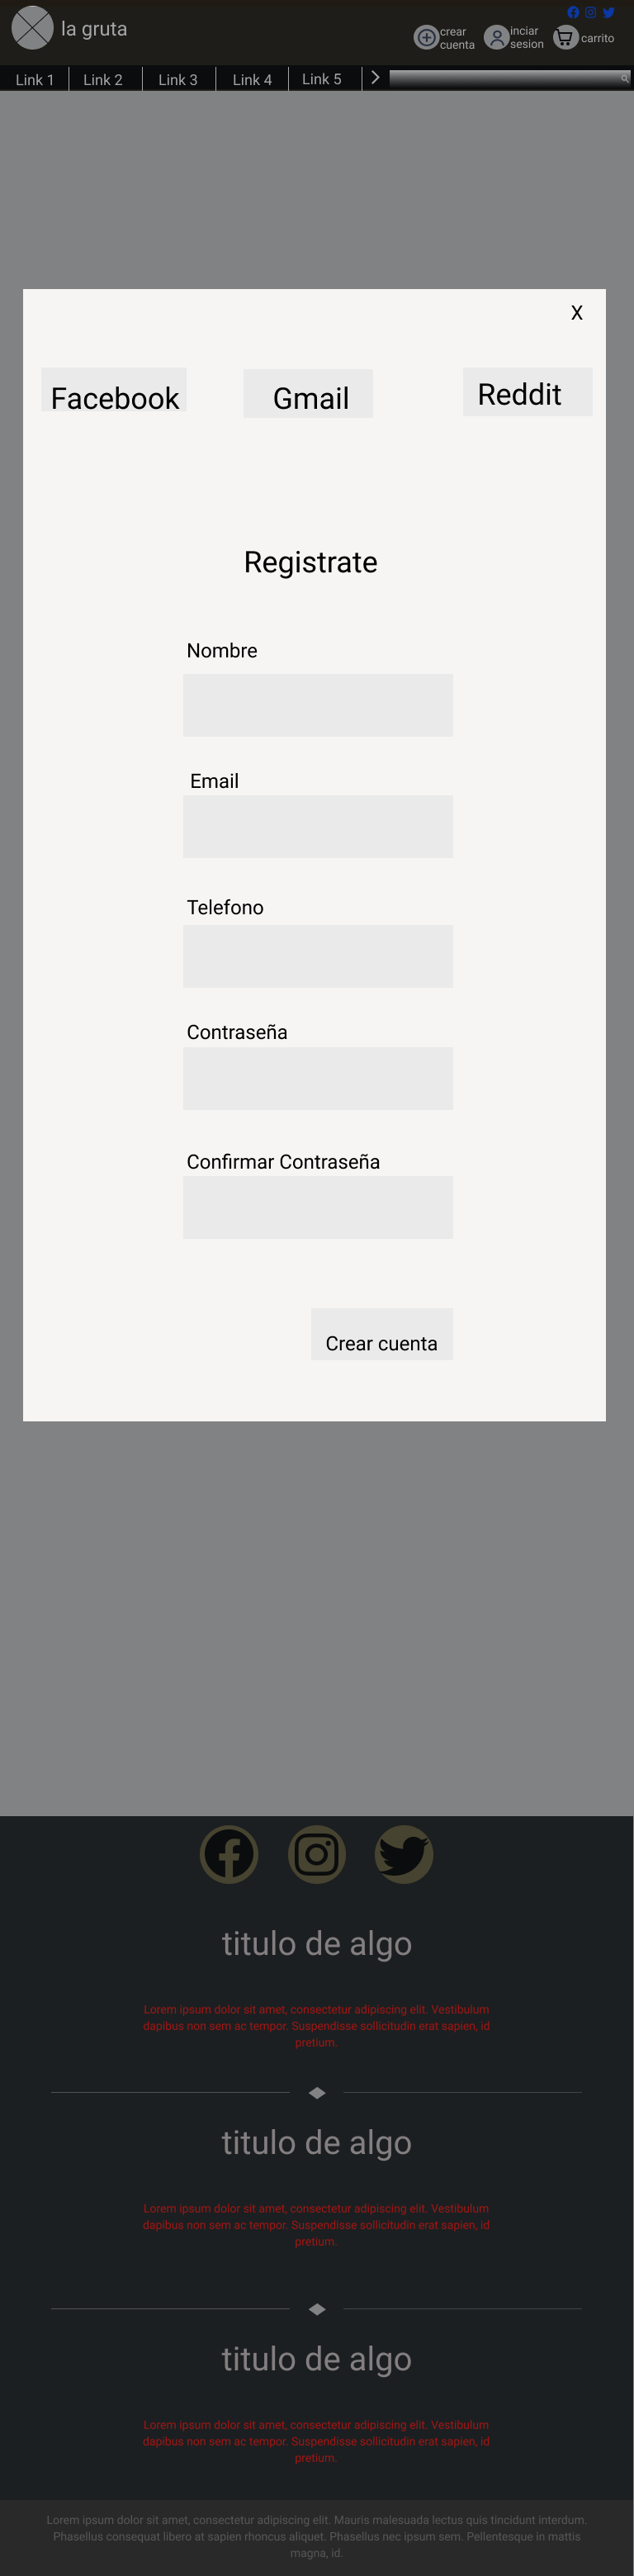 la gruta
crear
cuenta
inciar
sesion
carrito
Link 1
Link 2
Link 3
Link 4
Link 5
X
Facebook
Gmail
Reddit
Registrate
Nombre
Email
Telefono
Contraseña
Confirmar Contraseña
Crear cuenta
titulo de algo
Lorem ipsum dolor sit amet, consectetur adipiscing elit. Vestibulum
dapibus non sem ac tempor. Suspendisse sollicitudin erat sapien, id
pretium.
titulo de algo
Lorem ipsum dolor sit amet, consectetur adipiscing elit. Vestibulum
dapibus non sem ac tempor. Suspendisse sollicitudin erat sapien, id
pretium.
titulo de algo
Lorem ipsum dolor sit amet, consectetur adipiscing elit. Vestibulum
dapibus non sem ac tempor. Suspendisse sollicitudin erat sapien, id
pretium.
Lorem ipsum dolor sit amet, consectetur adipiscing elit. Mauris malesuada lectus quis tincidunt interdum.
Phasellus consequat libero at sapien rhoncus aliquet. Phasellus nec ipsum sem. Pellentesque in mattis
magna, id.